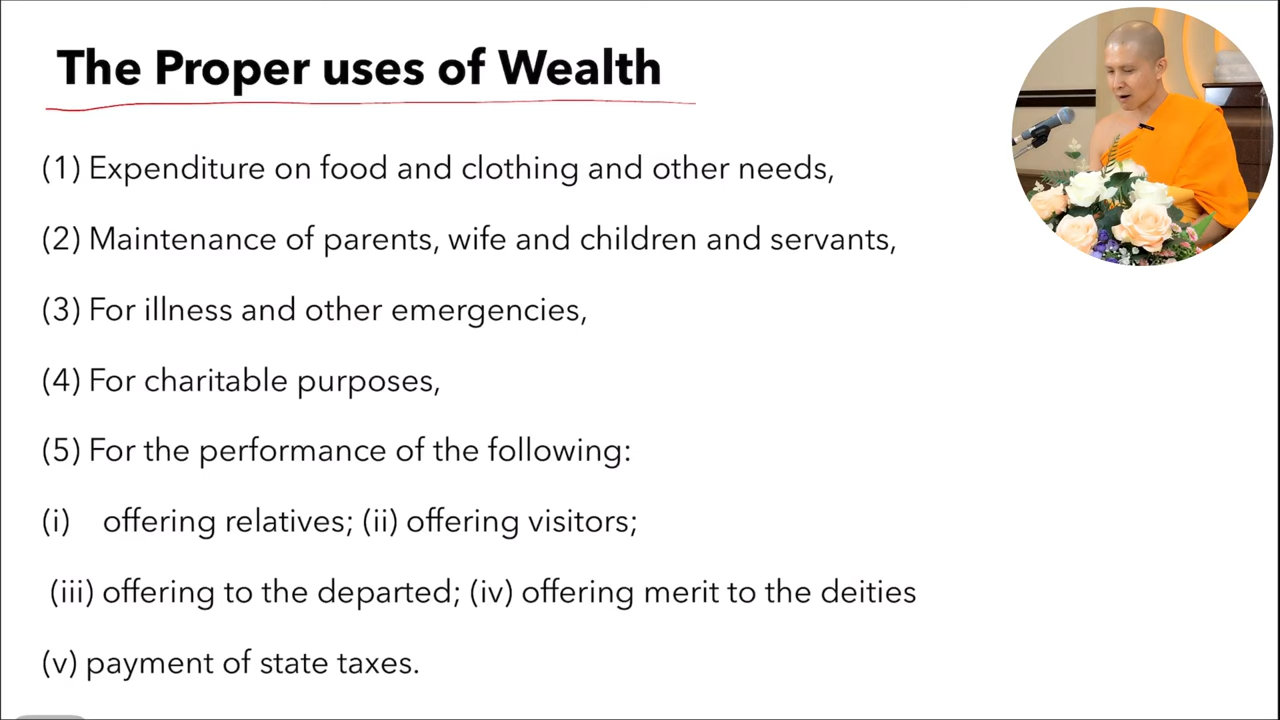 The Proper uses of Wealth
(1) Expenditure on food and clothing and other needs,
(2) Maintenance of parents, wife and children and servants,
(3) For illness and other emergencies,
(4) For charitable purposes,
(5) For the performance of the following:
(i) offering relatives; (ii) offering visitors;
(iii) offering to the departed; (iv) offering merit to the deities
(v) payment of state taxes.